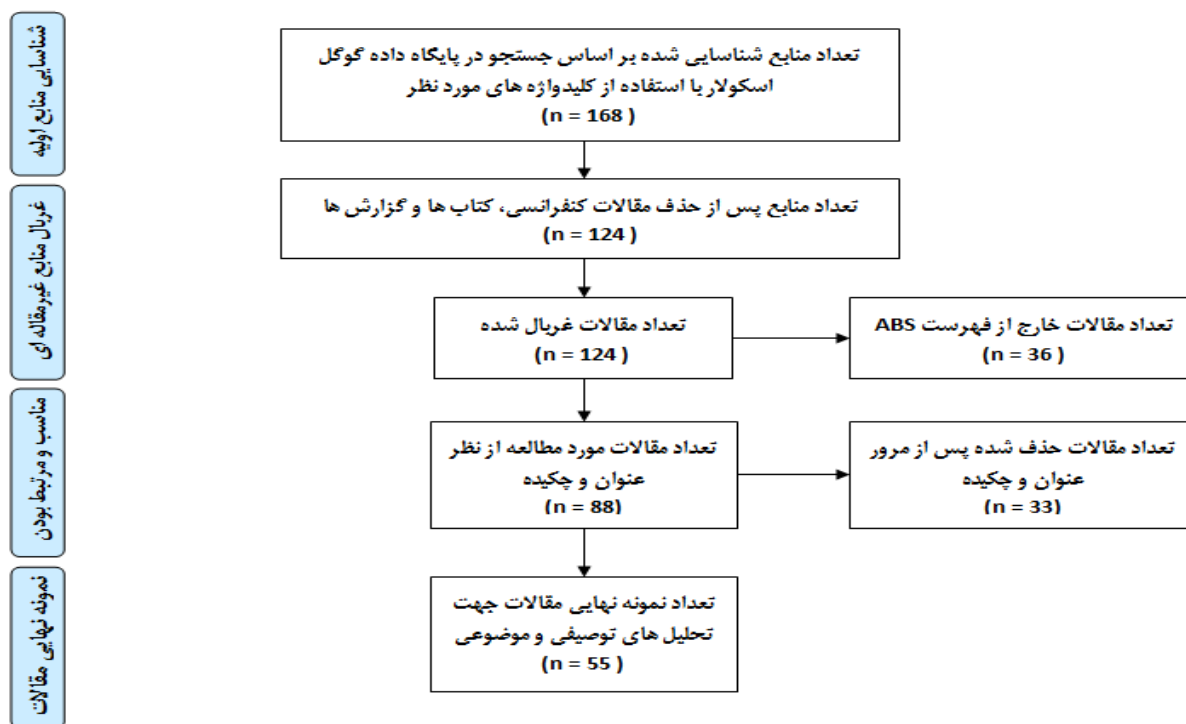 شناسایی منابع اولیه
تعداد منابع شناسایی شده بر اساس جستجو در پایگاه داده گوگل
اسکولار با استفاده از کلیدواژه های مورد نظر
(n = 168 )
غربال منابع غیرمقاله ای
تعداد منابع پس از حذف مقالات کنفرانسی، کتاب ها و گزارش ها
(n = 124 )
تعداد مقالات غربال شده
(n = 124 )
تعداد مقالات خارج از فهرست ABS
(n = 36 )
مناسب و مرتبط بودن
تعداد مقالات مورد مطالعه از نظر
عنوان و چکیده
(n = 88)
تعداد مقالات حذف شده پس از مرور
عنوان و چکیده
(n = 33)
نمونه نهایی مقالات
تعداد نمونه نهایی مقالات جهت
تحلیل های توصیفی و موضوعی
(n = 55 )